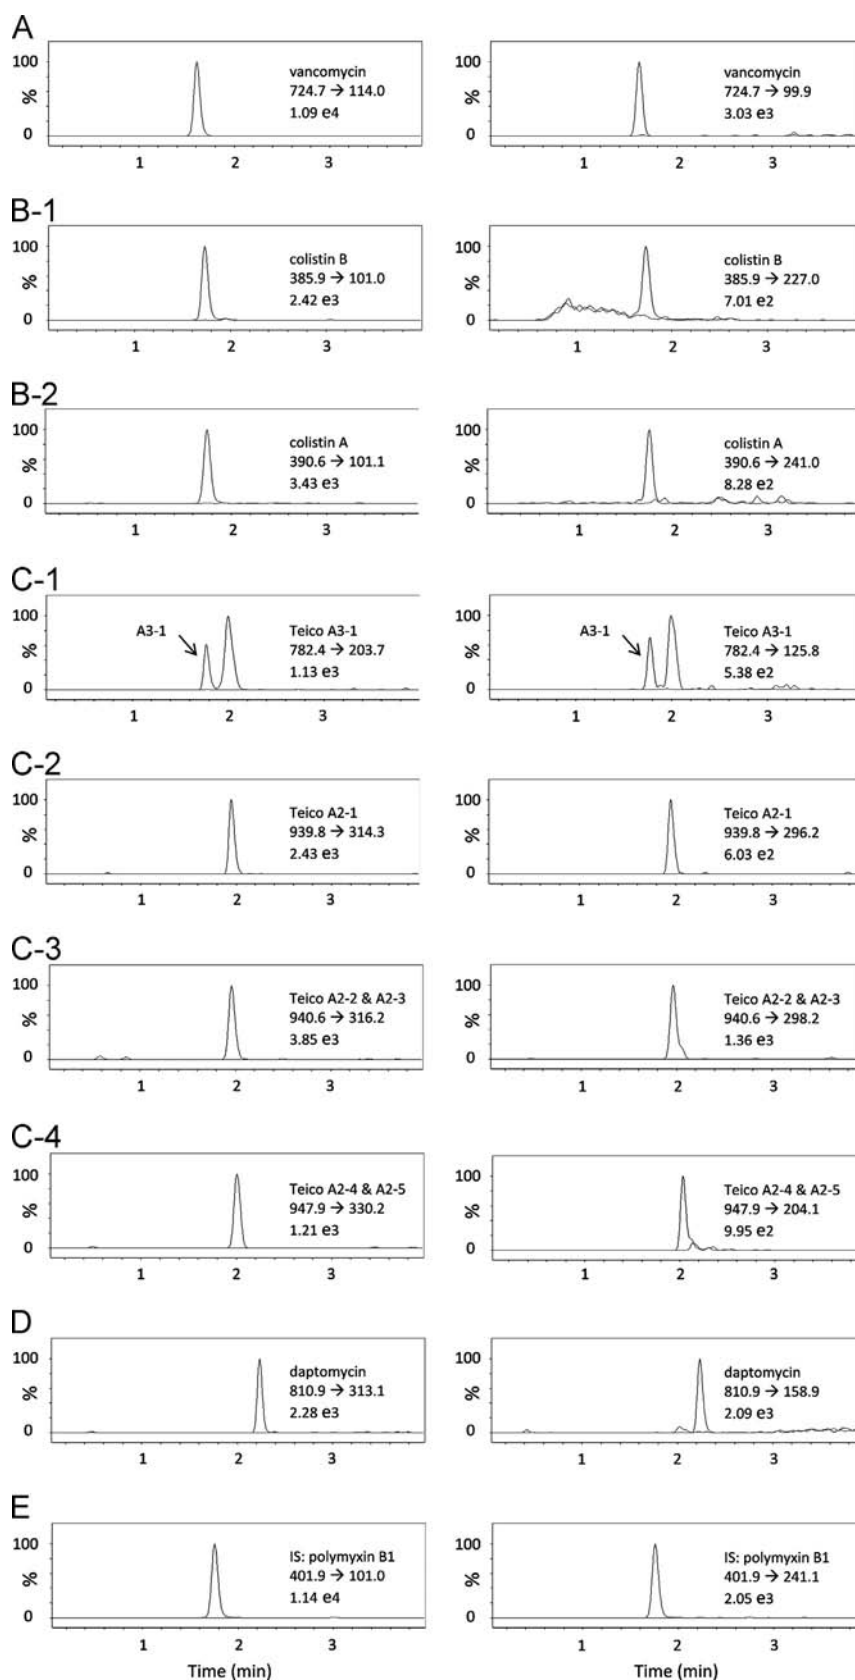 A
100
%
0
vancomycin
724.7 → 114.0
1.09 e4
1 2 3
100
%
0
vancomycin
724.7 → 99.9
3.03 e3
1 2 3
B-1
100
%
0
colistin B
385.9 → 101.0
2.42 e3
1 2 3
100
%
0
colistin B
385.9 → 227.0
7.01 e2
1 2 3
B-2
100
%
0
colistin A
390.6 → 101.1
3.43 e3
1 2 3
100
%
0
colistin A
390.6 → 241.0
8.28 e2
1 2 3
C-1
100
%
0
A3-1
Teico A3-1
782.4 → 203.7
1.13 e3
1 2 3
100
%
0
A3-1
Teico A3-1
782.4 → 125.8
5.38 e2
1 2 3
C-2
100
%
0
Teico A2-1
939.8 → 314.3
2.43 e3
1 2 3
100
%
0
Teico A2-1
939.8 → 296.2
6.03 e2
1 2 3
C-3
100
%
0
Teico A2-2 & A2-3
940.6 → 316.2
3.85 e3
1 2 3
100
%
0
Teico A2-2 & A2-3
940.6 → 298.2
1.36 e3
1 2 3
C-4
100
%
0
Teico A2-4 & A2-5
947.9 → 330.2
1.21 e3
1 2 3
100
%
0
Teico A2-4 & A2-5
947.9 → 204.1
9.95 e2
1 2 3
D
100
%
0
daptomycin
810.9 → 313.1
2.28 e3
1 2 3
100
%
0
daptomycin
810.9 → 158.9
2.09 e3
1 2 3
E
100
%
0
IS: polymyxin B1
401.9 → 101.0
1.14 e4
1 2 3
Time (min)
100
%
0
IS: polymyxin B1
401.9 → 241.1
2.05 e3
1 2 3
Time (min)